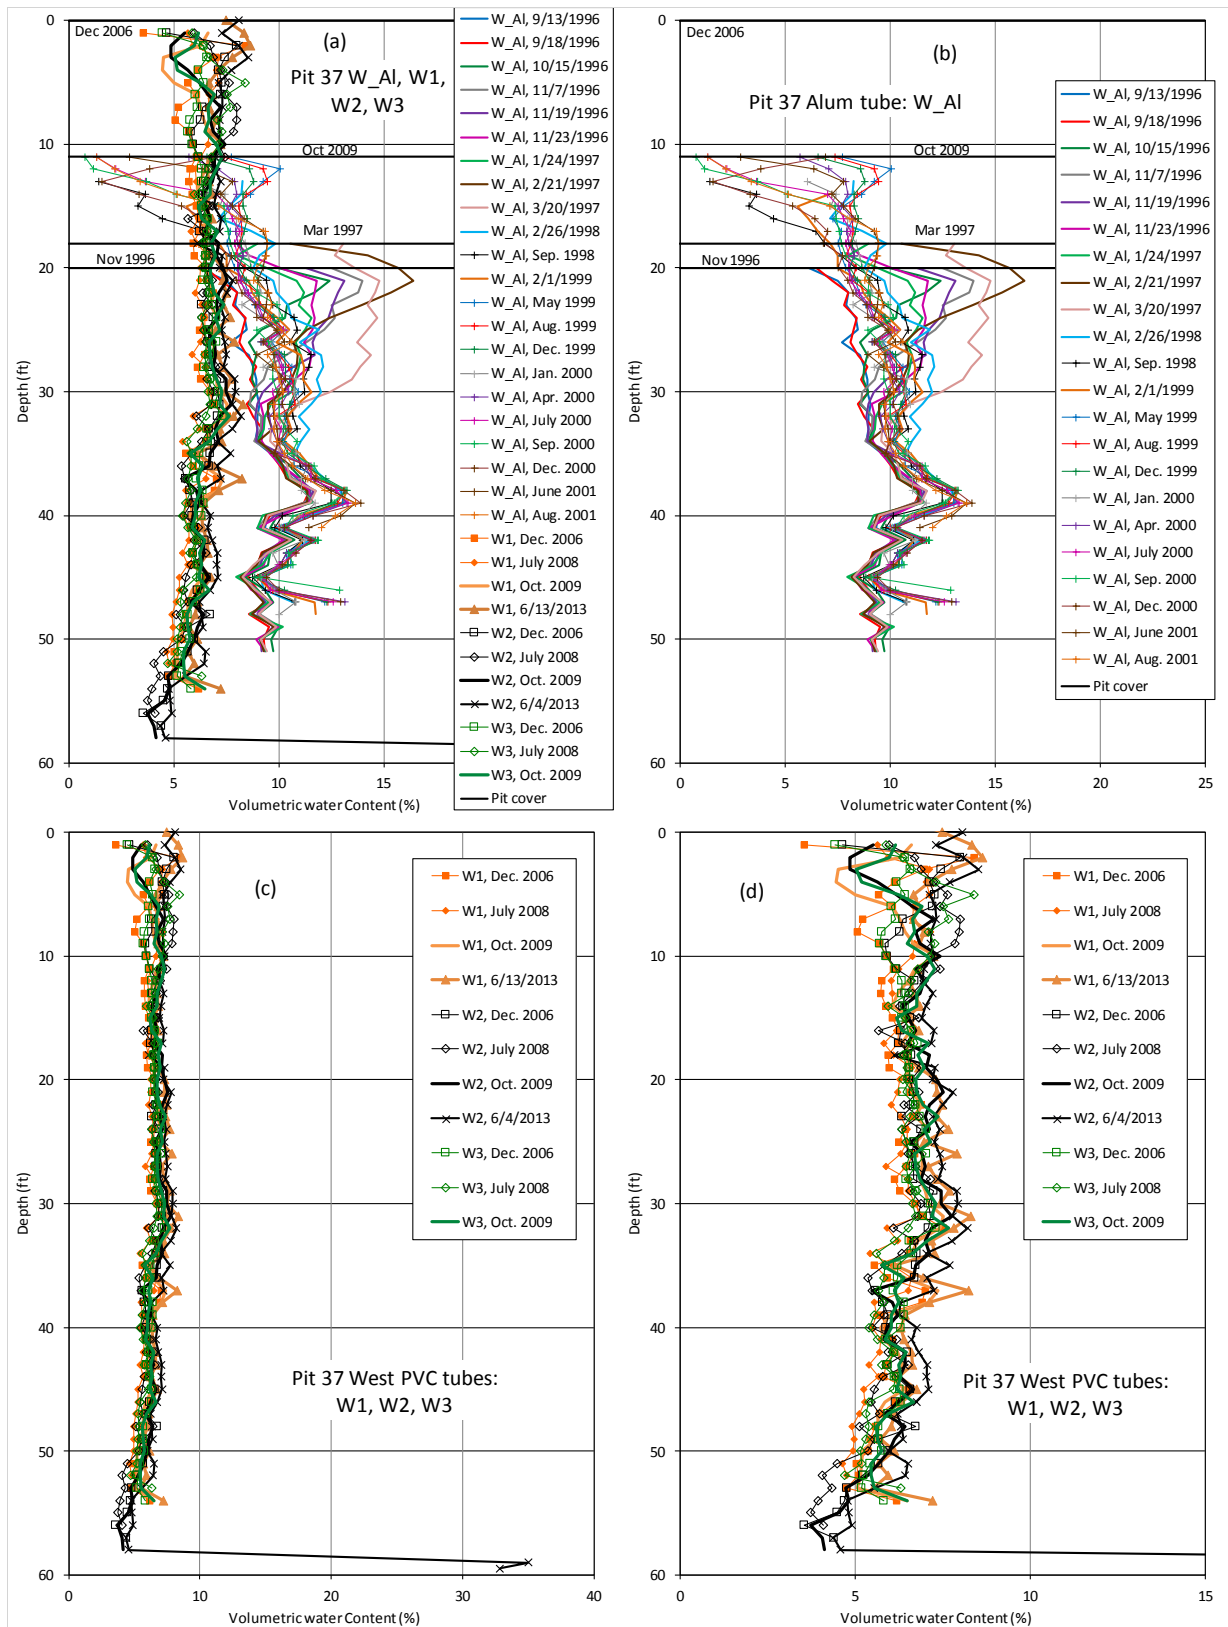 (a)
Pit 37 W_Al, W1,
W2, W3
Dec 2006
Oct 2009
Mar 1997
Nov 1996
0
10
20
30
40
50
60
Depth (ft)
0
5
10
15
Volumetric water Content (%)
W_Al, 9/13/1996
W_Al, 9/18/1996
W_Al, 10/15/1996
W_Al, 11/7/1996
W_Al, 11/19/1996
W_Al, 11/23/1996
W_Al, 1/24/1997
W_Al, 2/21/1997
W_Al, 3/20/1997
W_Al, 2/26/1998
W_Al, Sep. 1998
W_Al, 2/1/1999
W_Al, May 1999
W_Al, Aug. 1999
W_Al, Dec. 1999
W_Al, Jan. 2000
W_Al, Apr. 2000
W_Al, July 2000
W_Al, Sep. 2000
W_Al, Dec. 2000
W_Al, June 2001
W_Al, Aug. 2001
W1, Dec. 2006
W1, July 2008
W1, Oct. 2009
W1, 6/13/2013
W2, Dec. 2006
W2, July 2008
W2, Oct. 2009
W2, 6/4/2013
W3, Dec. 2006
W3, July 2008
W3, Oct. 2009
Pit cover
(b)
Pit 37 Alum tube: W_Al
Dec 2006
Oct 2009
Mar 1997
Nov 1996
0
10
20
30
40
50
60
Depth (ft)
0
5
10
15
20
25
Volumetric water Content (%)
W_Al, 9/13/1996
W_Al, 9/18/1996
W_Al, 10/15/1996
W_Al, 11/7/1996
W_Al, 11/19/1996
W_Al, 11/23/1996
W_Al, 1/24/1997
W_Al, 2/21/1997
W_Al, 3/20/1997
W_Al, 2/26/1998
W_Al, Sep. 1998
W_Al, 2/1/1999
W_Al, May 1999
W_Al, Aug. 1999
W_Al, Dec. 1999
W_Al, Jan. 2000
W_Al, Apr. 2000
W_Al, July 2000
W_Al, Sep. 2000
W_Al, Dec. 2000
W_Al, June 2001
W_Al, Aug. 2001
Pit cover
(c)
Pit 37 West PVC tubes:
W1, W2, W3
0
10
20
30
40
50
60
Depth (ft)
0
10
20
30
40
Volumetric water Content (%)
W1, Dec. 2006
W1, July 2008
W1, Oct. 2009
W1, 6/13/2013
W2, Dec. 2006
W2, July 2008
W2, Oct. 2009
W2, 6/4/2013
W3, Dec. 2006
W3, July 2008
W3, Oct. 2009
(d)
Pit 37 West PVC tubes:
W1, W2, W3
0
10
20
30
40
50
60
Depth (ft)
0
5
10
15
Volumetric water Content (%)
W1, Dec. 2006
W1, July 2008
W1, Oct. 2009
W1, 6/13/2013
W2, Dec. 2006
W2, July 2008
W2, Oct. 2009
W2, 6/4/2013
W3, Dec. 2006
W3, July 2008
W3, Oct. 2009